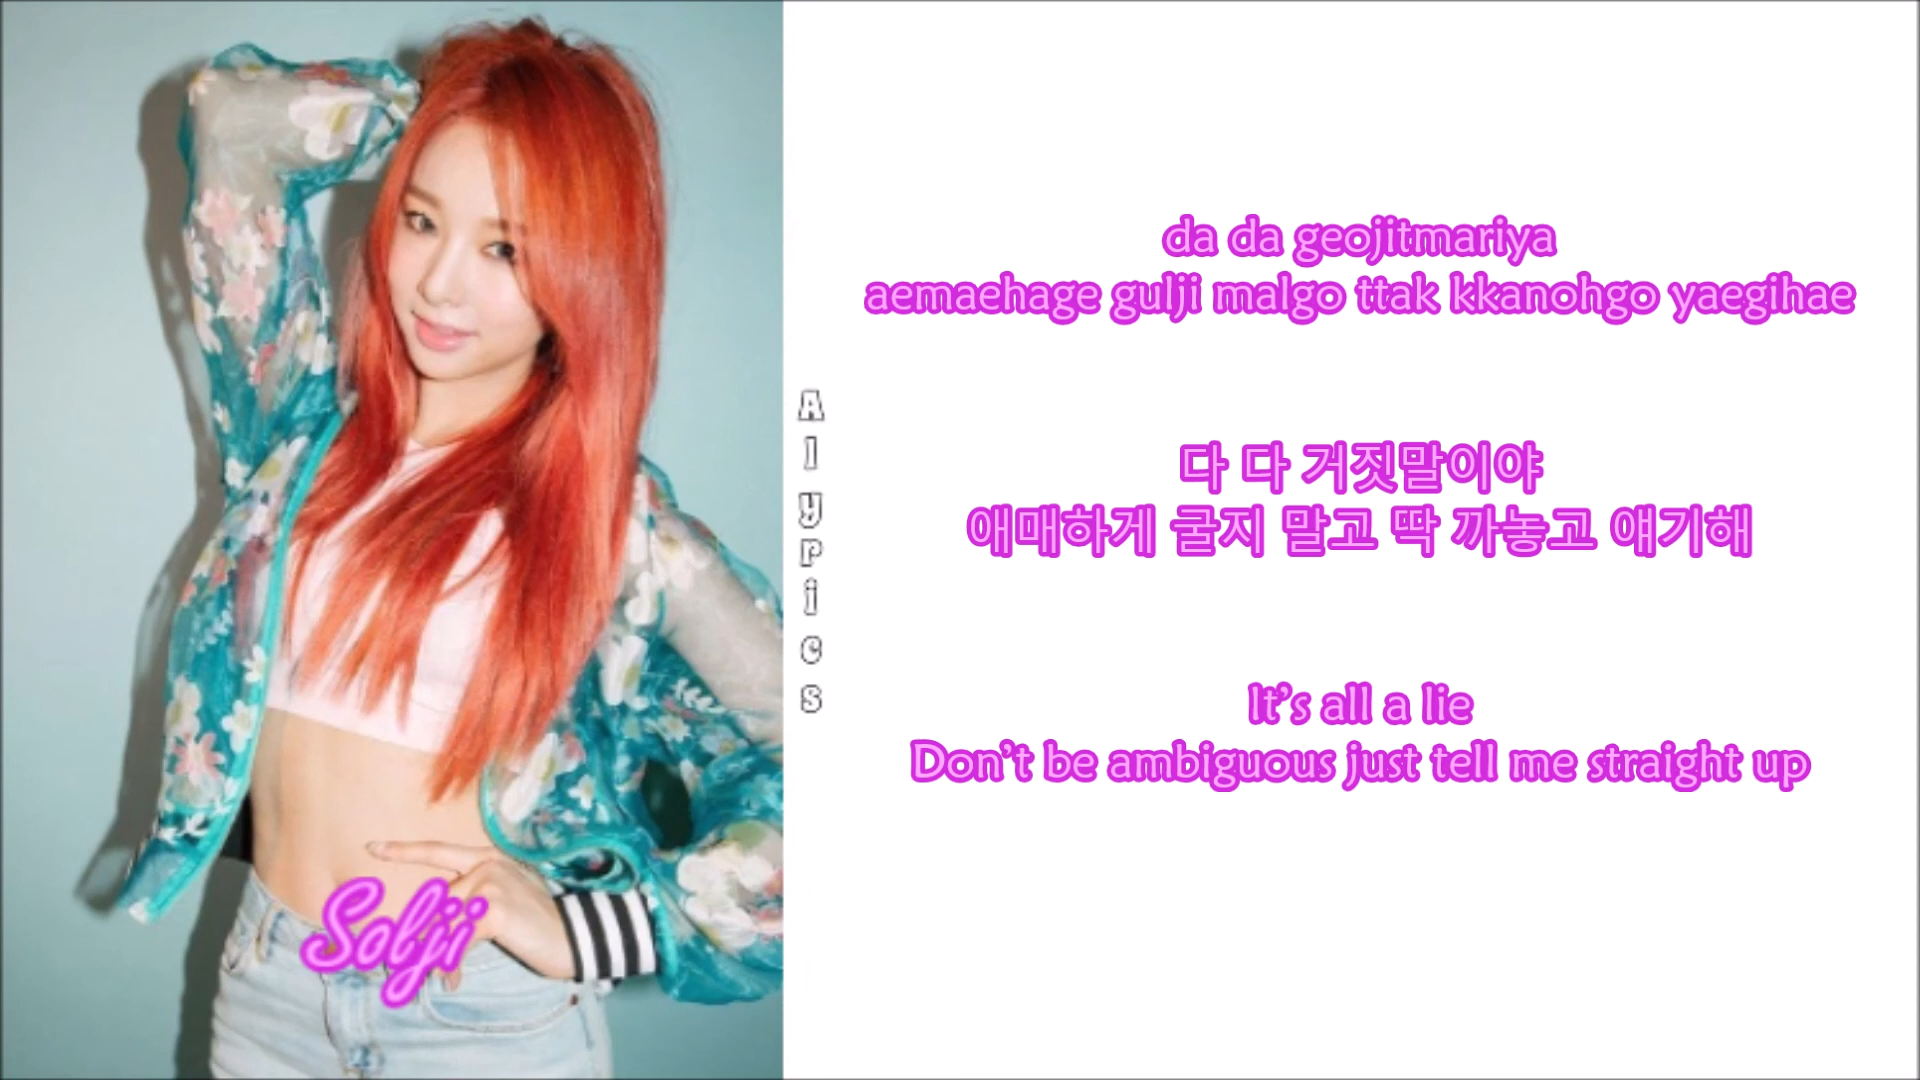 Solji
Alypics
da da geojitmariya
aemaehage gulji malgo ttak kkanohgo yaegihae
다 다 거짓말이야
애매하게 굴지 말고 딱 까놓고 얘기해
It’s all a lie
Don’t be ambiguous just tell me straight up